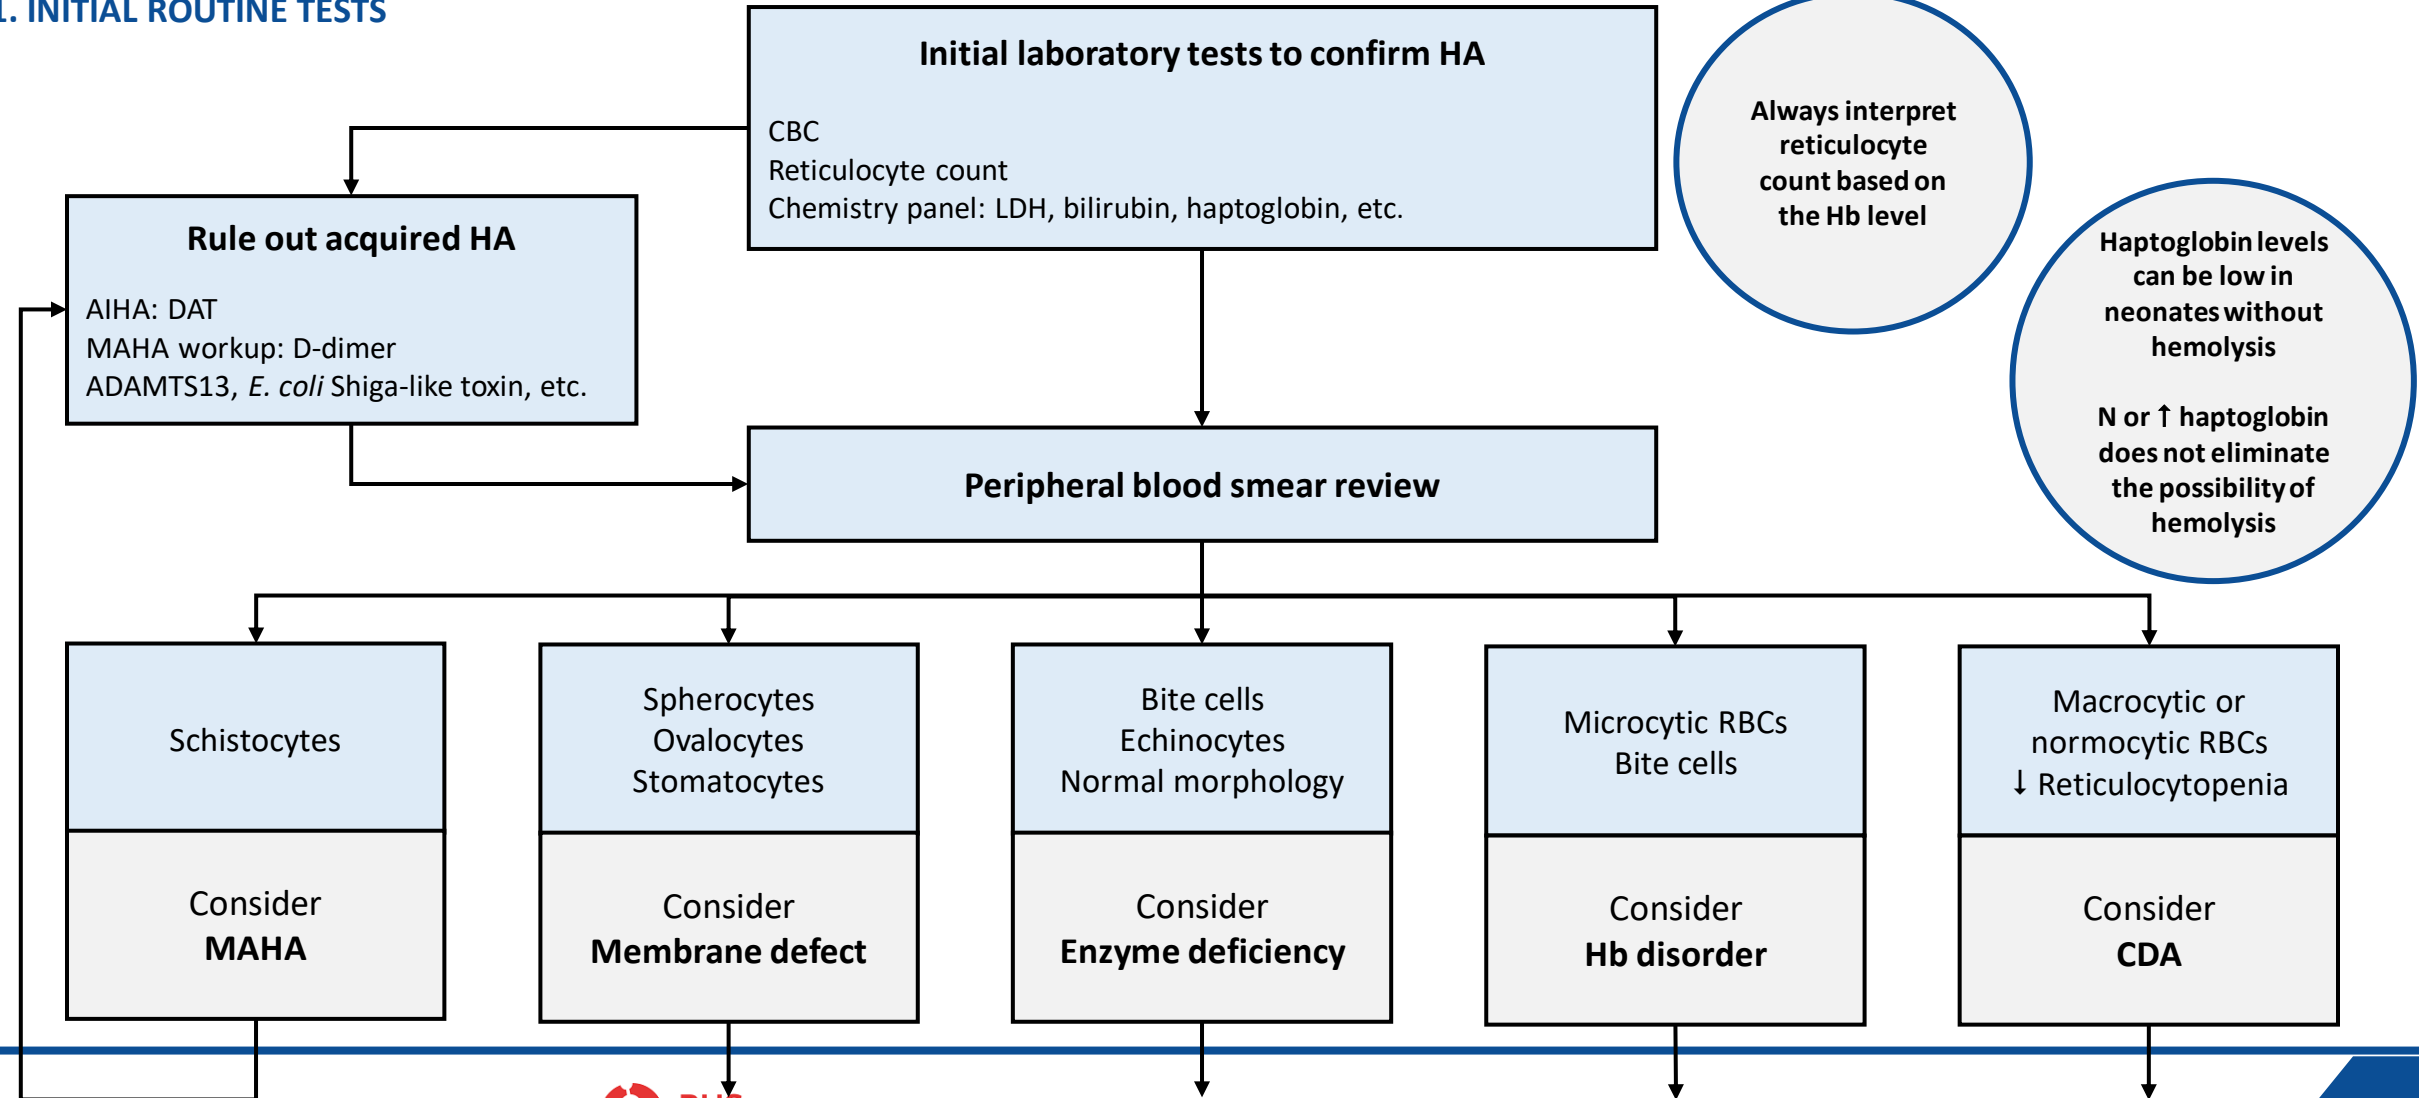 1. INITIAL ROUTINE TESTS
Initial laboratory tests to confirm HA
CBC
Reticulocyte count
Chemistry panel: LDH, bilirubin, haptoglobin, etc.
Always interpret
reticulocyte
count based on
the Hb level
Rule out acquired HA
AIHA: DAT
MAHA workup: D-dimer
ADAMTS13, E. coli Shiga-like toxin, etc.
Haptoglobin levels
can be low in
neonates without
hemolysis
N or ↑ haptoglobin
does not eliminate
the possibility of
hemolysis
Peripheral blood smear review
Schistocytes
Consider
MAHA
Spherocytes
Ovalocytes
Stomatocytes
Consider
Membrane defect
Bite cells
Echinocytes
Normal morphology
Consider
Enzyme deficiency
Microcytic RBCs
Bite cells
Consider
Hb disorder
Macrocytic or
normocytic RBCs
↓ Reticulocytopenia
Consider
CDA